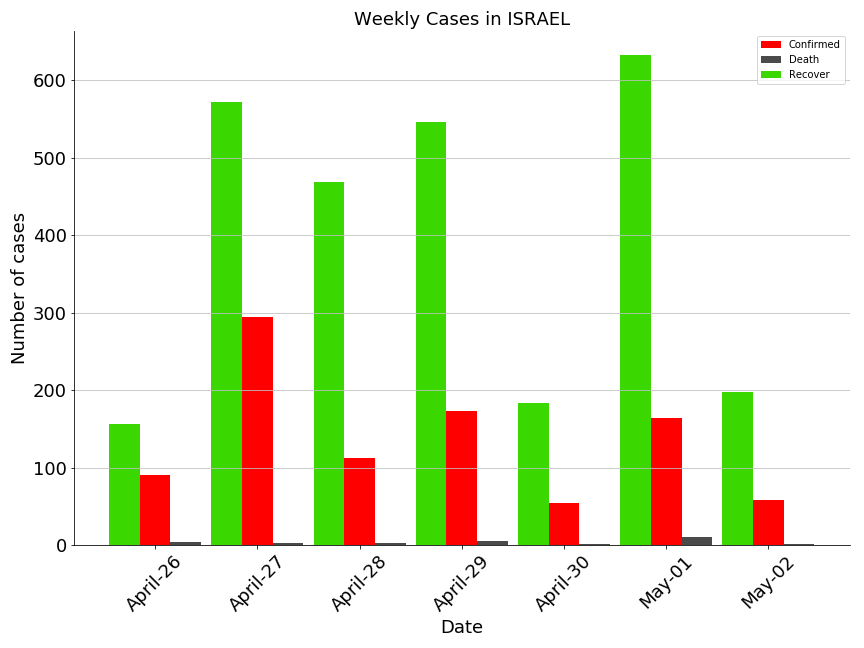 Weekly Cases in ISRAEL
Confirmed
Death
Recover
Number of cases
600
500
400
300
200
100
0
April-26
April-27
April-28
April-29
April-30
May-01
May-02
Date